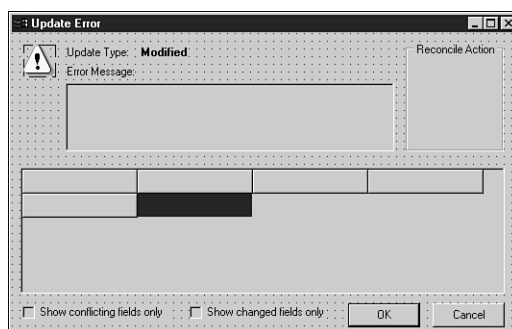 Update Error
Update Type: Modified
Reconcile Action
Error Message:
Show conflicting fields only
Show changed fields only
OK
Cancel